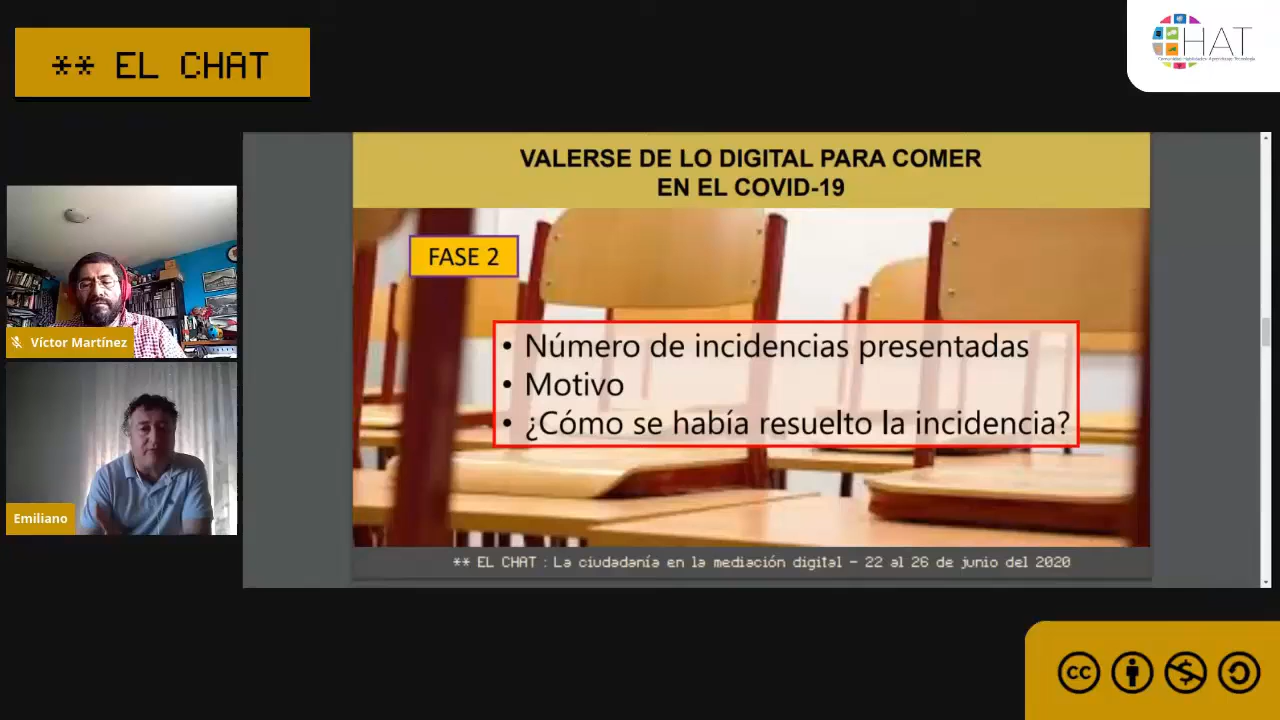 ** EL CHAT
HAT
VALERSE DE LO DIGITAL PARA COMER
EN EL COVID-19
FASE 2
• Número de incidencias presentadas
• Motivo
• ¿Cómo se había resuelto la incidencia?
Víctor Martínez
Emiliano
** EL CHAT : La ciudadanía en la mediación digital - 22 al 26 de junio del 2020
cc